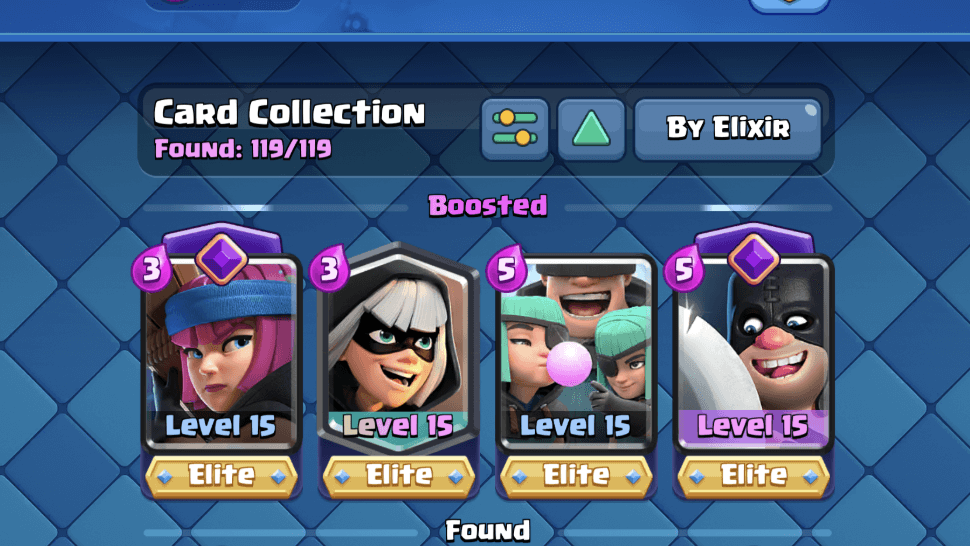 Card Collection
Found: 119/119
By Elixir
Boosted
3
3
5
5
Level 15
Level 15
Level 15
Level 15
Elite
Elite
Elite
Elite
Found